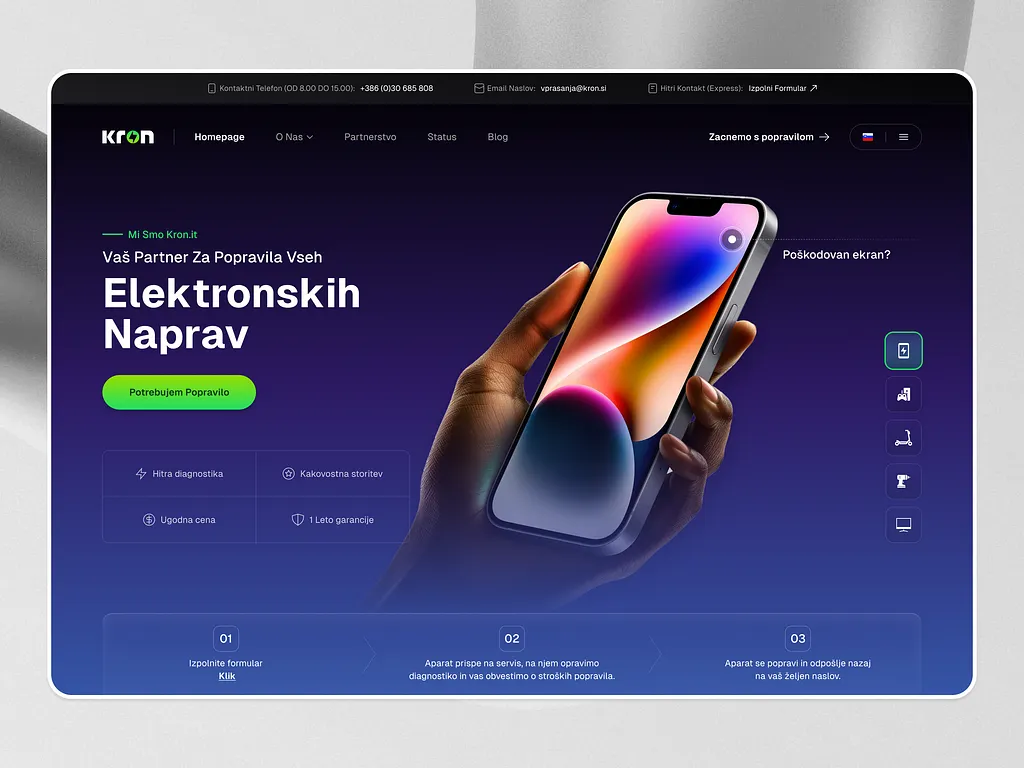 Kontaktni Telefon (OD 8.00 DO 15.00): +386 (0)30 685 808
Email Naslov: vprasanja@kron.si
Hitri Kontakt (Express): Izpolni Formular
kron
Homepage
O Nas
Partnerstvo
Status
Blog
Zacnemo s popravilom
Mi Smo Kron.it
Vaš Partner Za Popravila Vseh
Elektronskih
Naprav
Potrebujem Popravilo
Poškodovan ekran?
Hitra diagnostika
Kakovostna storitev
Ugodna cena
1 Leto garancije
01
Izpolnite formular
Klik
02
Aparat prispe na servis, na njem opravimo
diagnostiko in vas obvestimo o stroških popravila.
03
Aparat se popravi in odpošlje nazaj
na vaš željen naslov.